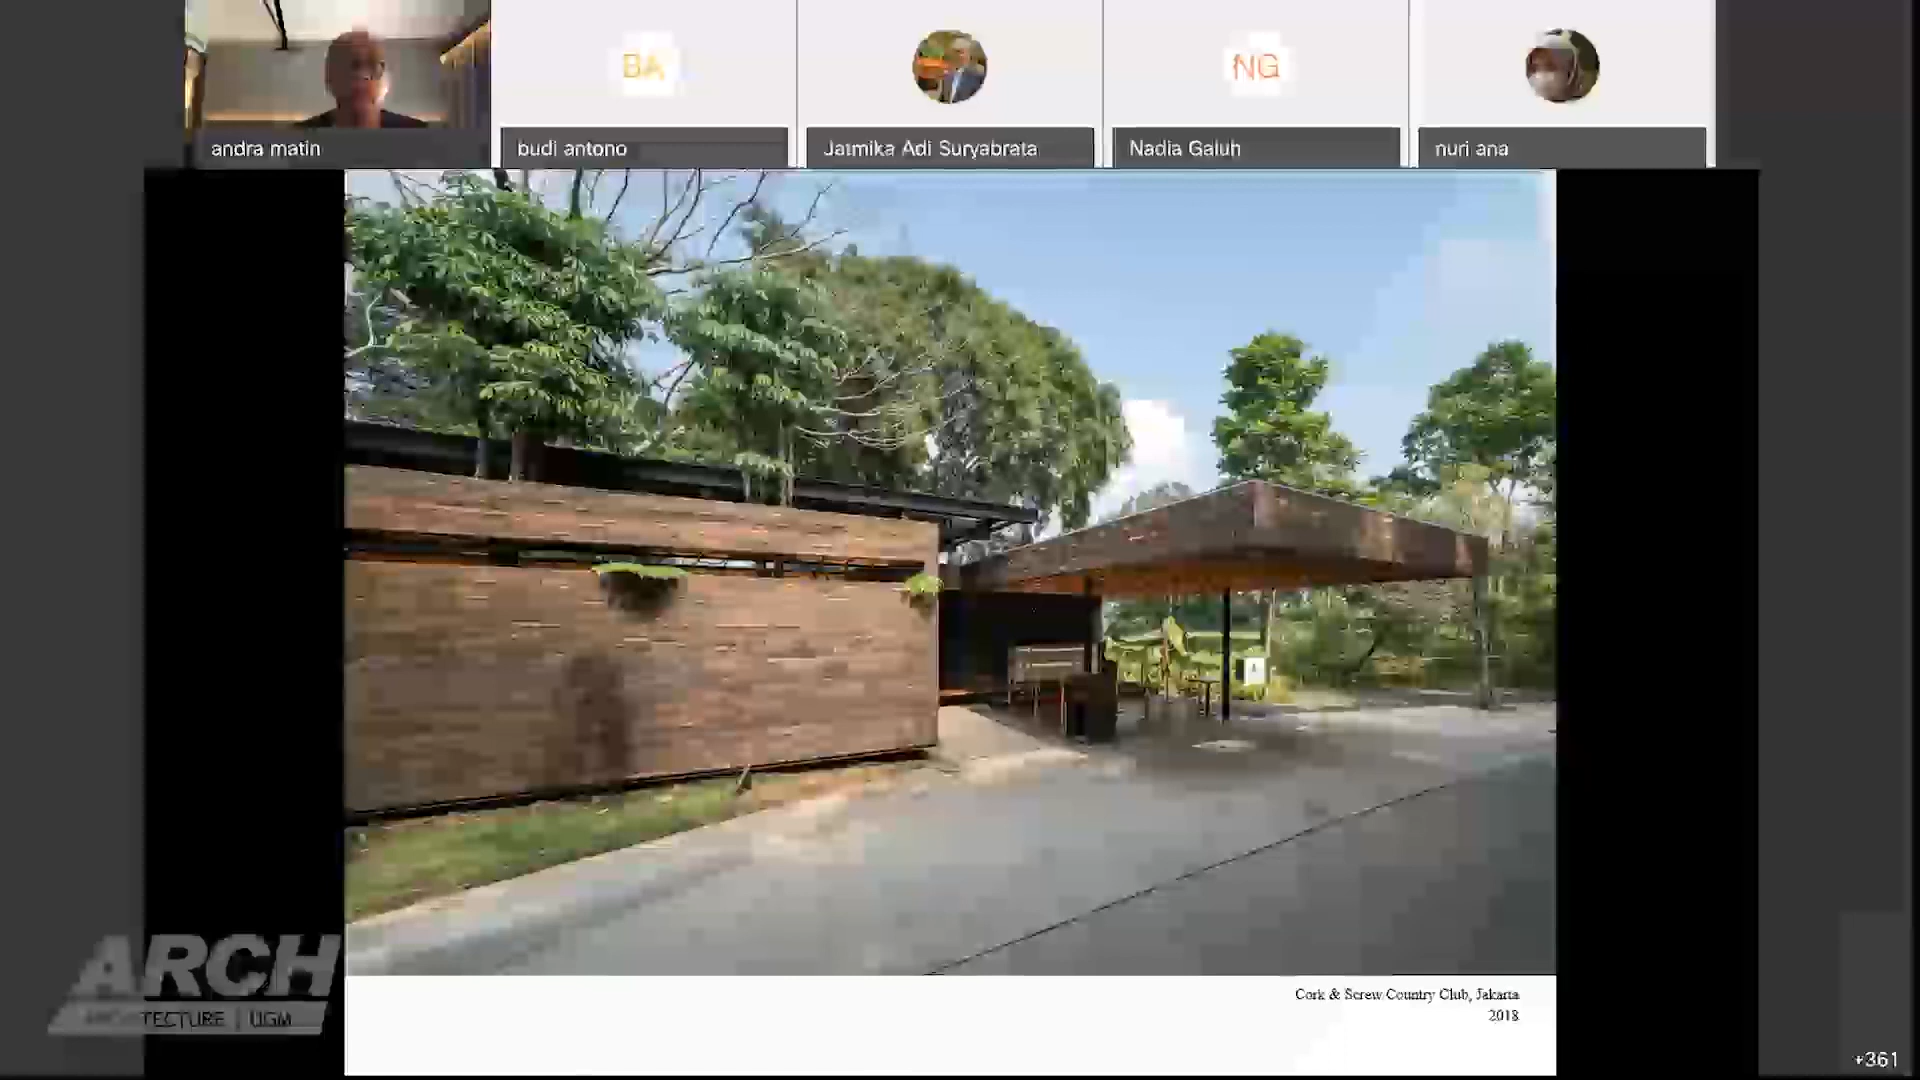 BA
NG
andra matin
budi antono
Jatmika Adi Suryabrata
Nadia Galuh
nuri ana
ARCH
ARCHITECTURE | UGM
Cork & Screw Country Club, Jakarta
2018
+361